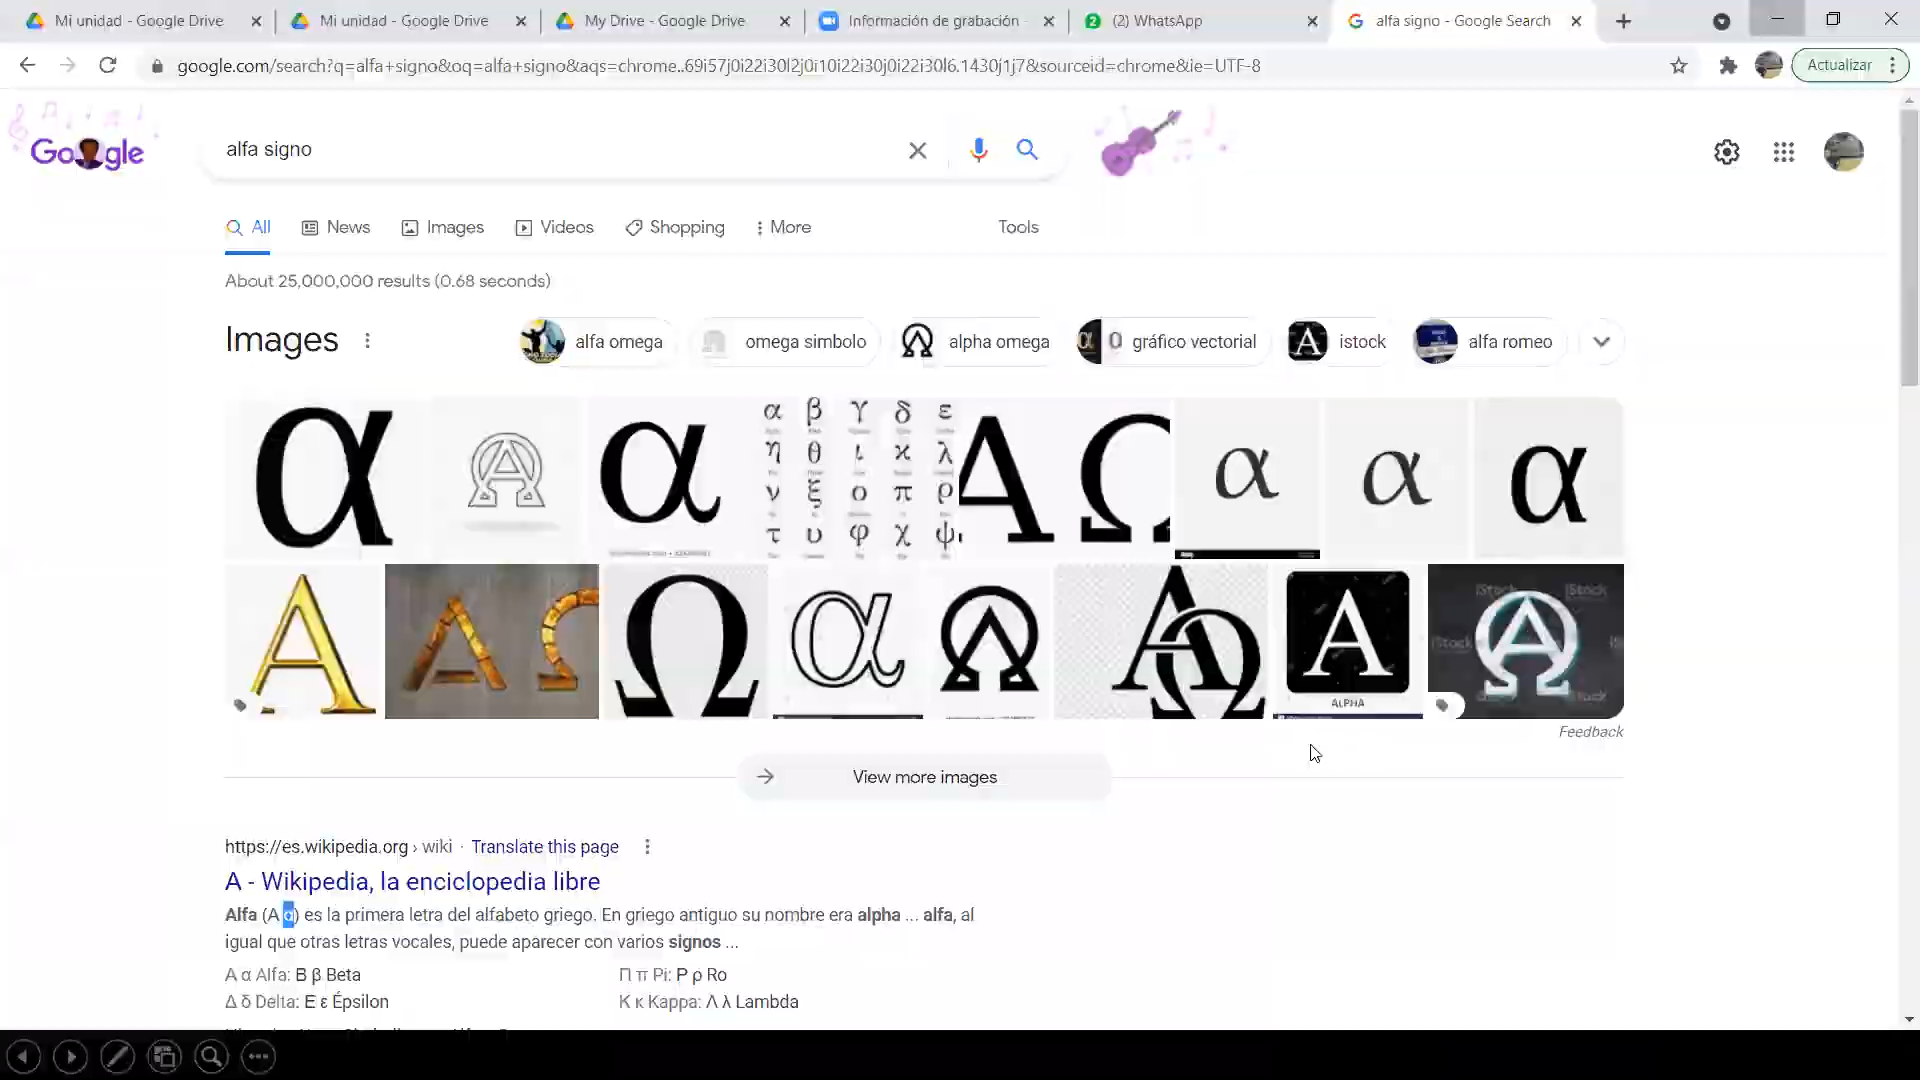 Mi unidad - Google Drive
Mi unidad - Google Drive
My Drive - Google Drive
Información de grabación -
2
(2) WhatsApp
alfa signo - Google Search
google.com/search?q=alfa+signo&oq=alfa+signo&aqs=chrome..69i57j0i22i30l2j0i10i22i30j0i22i30l6.1430j1j7&sourceid=chrome&ie=UTF-8
Actualizar
Google
alfa signo
All
News
Images
Videos
Shopping
More
Tools
About 25,000,000 results (0.68 seconds)
Images
alfa omega
omega simbolo
alpha omega
gráfico vectorial
istock
alfa romeo
α
α
α β γ δ ε
η θ ι ϰ λ
ν ξ ο π ρ
τ υ φ χ ψ
Α Ω
α
α
α
Α
Α Ω
Ω
α
Α
ALPHA
iStock
Feedback
View more images
https://es.wikipedia.org › wiki · Translate this page
A - Wikipedia, la enciclopedia libre
Alfa (Α α) es la primera letra del alfabeto griego. En griego antiguo su nombre era alpha ... alfa, al
igual que otras letras vocales, puede aparecer con varios signos ...
Α α Alfa: Β β Beta
Π π Pi: Ρ ρ Ro
Δ δ Delta: Ε ε Épsilon
Κ κ Kappa: Λ λ Lambda